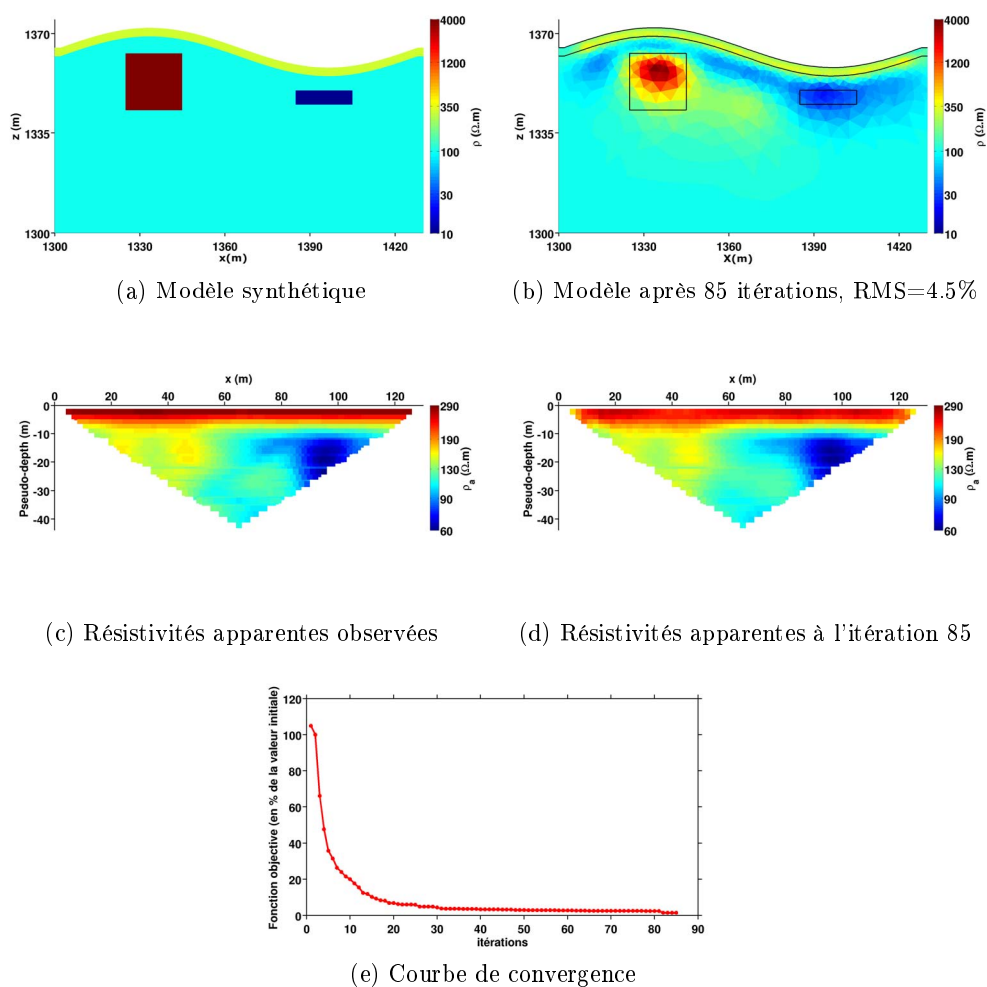 1370
1335
1300
z (m)
1300 1330 1360 1390 1420
x(m)
4000
1200
350
100
30
10
ρ (Ω.m)
1370
1335
1300
z (m)
1300 1330 1360 1390 1420
X(m)
4000
1200
350
100
30
10
ρ (Ω.m)
(a) Modèle synthétique
(b) Modèle après 85 itérations, RMS=4.5%
x (m)
0 20 40 60 80 100 120
0
-10
-20
-30
-40
Pseudo-depth (m)
290
190
130
90
60
ρa (Ω.m)
x (m)
0 20 40 60 80 100 120
0
-10
-20
-30
-40
Pseudo-depth (m)
290
190
130
90
60
ρa (Ω.m)
(c) Résistivités apparentes observées
(d) Résistivités apparentes à l'itération 85
120
100
80
60
40
20
0
Fonction objective (en % de la valeur initiale)
0 10 20 30 40 50 60 70 80 90
itérations
(e) Courbe de convergence